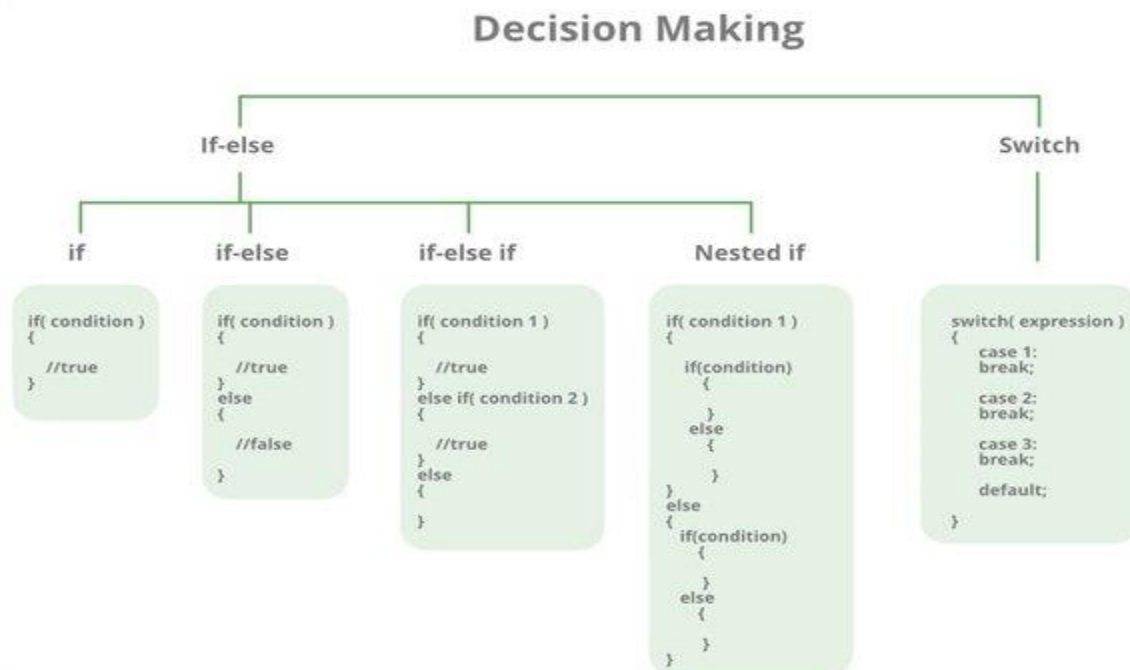 Decision Making
If-else
Switch
if
if-else
if-else if
Nested if
if( condition )
{
//true
}
if( condition )
{
//true
}
else
{
//false
}
if( condition 1 )
{
//true
}
else if( condition 2 )
{
//true
}
else
{
}
if( condition 1 )
{
if(condition)
{
}
else
{
}
}
else
{
if(condition)
{
}
else
{
}
}
switch( expression )
{
case 1:
break;
case 2:
break;
case 3:
break;
default;
}